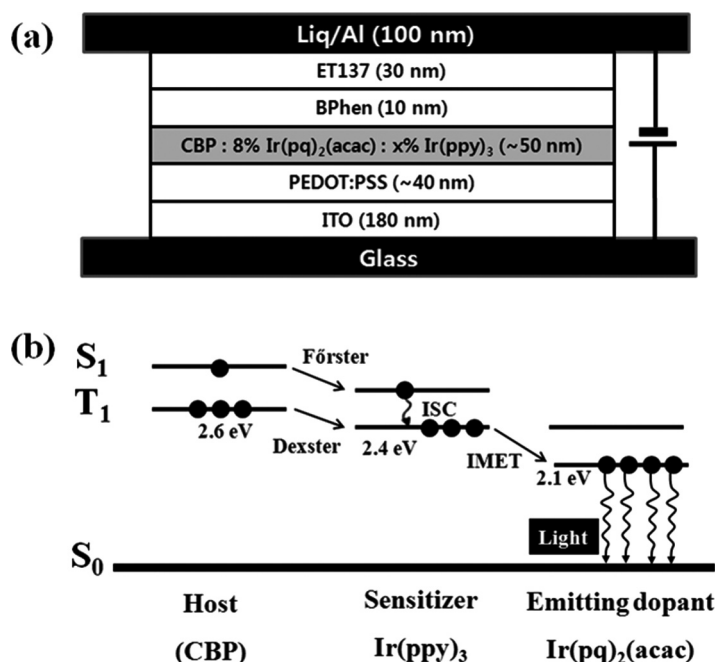 (a)
Liq/Al (100 nm)
ET137 (30 nm)
BPhen (10 nm)
CBP : 8% Ir(pq)₂(acac) : x% Ir(ppy)₃ (~50 nm)
PEDOT:PSS (~40 nm)
ITO (180 nm)
Glass
(b)
S₁
Főrster
T₁
ISC
2.6 eV
Dexster
2.4 eV
IMET
2.1 eV
Light
S₀
Host
Sensitizer
Emitting dopant
(CBP)
Ir(ppy)₃
Ir(pq)₂(acac)